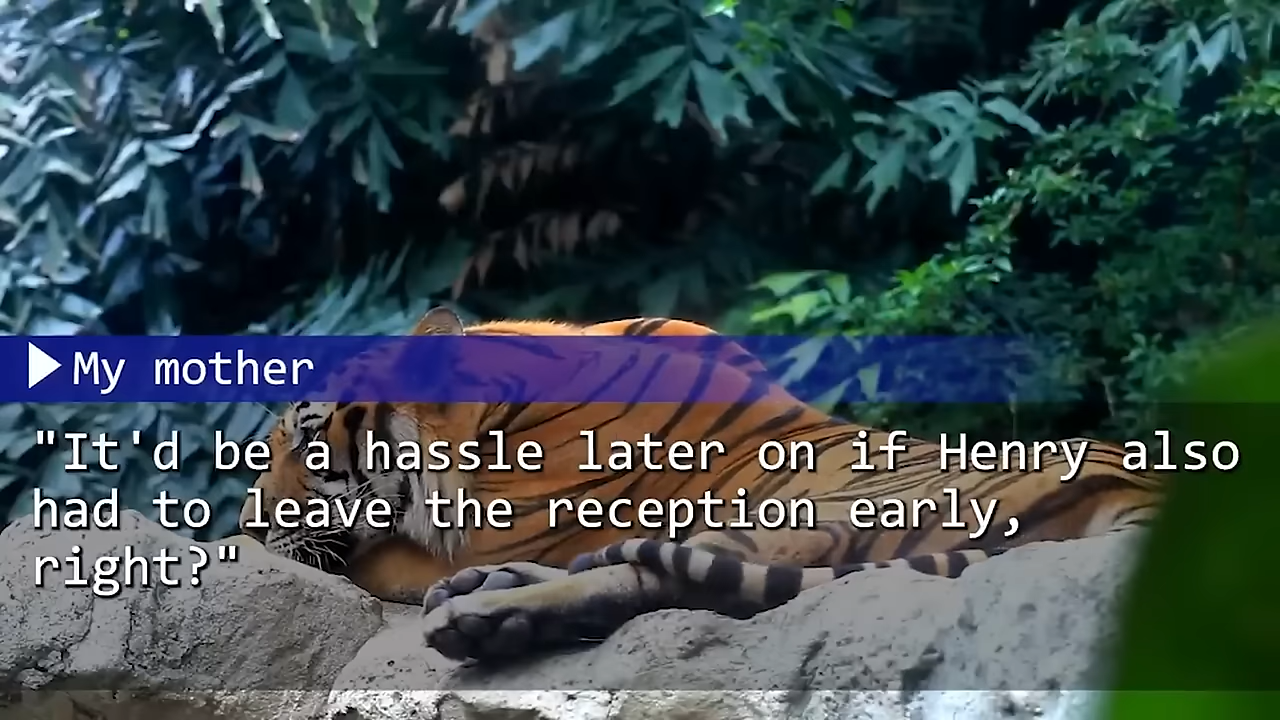 My mother
"It'd be a hassle later on if Henry also
had to leave the reception early,
right?"